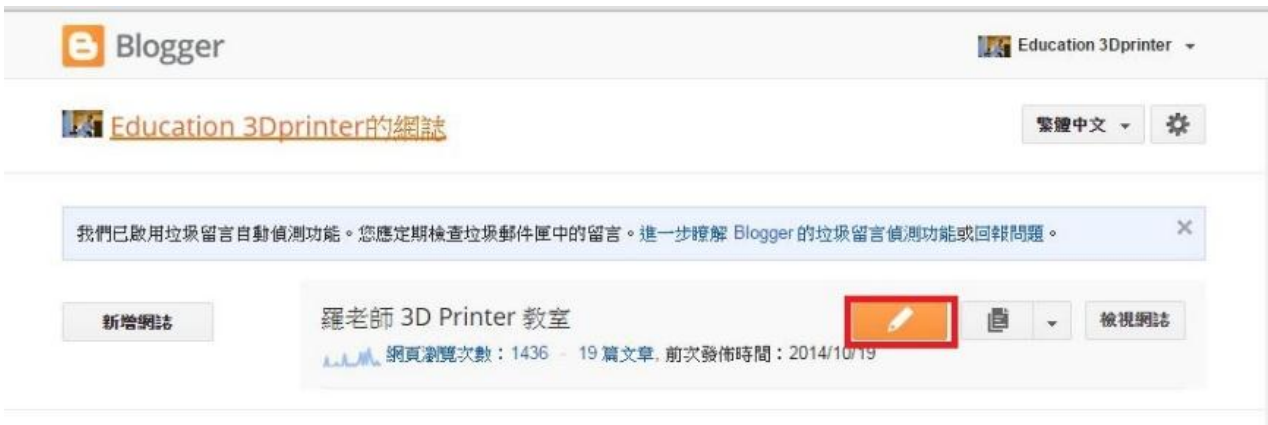 Blogger
Education 3Dprinter
Education 3Dprinter的網誌
繁體中文
我們已啟用垃圾留言自動偵測功能。您應定期檢查垃圾郵件匣中的留言。進一步瞭解 Blogger 的垃圾留言偵測功能或回報問題。
新增網誌
羅老師 3D Printer 教室
檢視網誌
網頁瀏覽次數：1436 - 19 篇文章, 前次發佈時間：2014/10/19